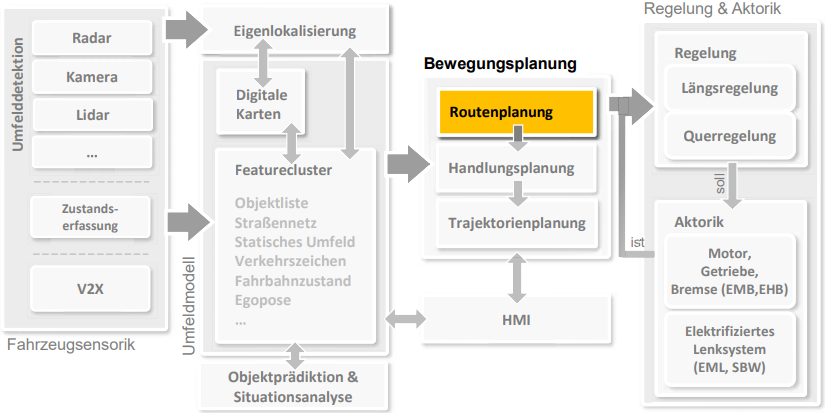 Umfelddetektion
Radar
Kamera
Lidar
...
Zustands-
erfassung
V2X
Fahrzeugsensorik
Eigenlokalisierung
Umfeldmodell
Digitale
Karten
Featurecluster
Objektliste
Straßennetz
Statisches Umfeld
Verkehrszeichen
Fahrbahnzustand
Egopose
...
Objektprädiktion &
Situationsanalyse
Bewegungsplanung
Routenplanung
Handlungsplanung
Trajektorienplanung
HMI
Regelung & Aktorik
Regelung
Längsregelung
Querregelung
soll
ist
Aktorik
Motor,
Getriebe,
Bremse (EMB,EHB)
Elektrifiziertes
Lenksystem
(EML, SBW)